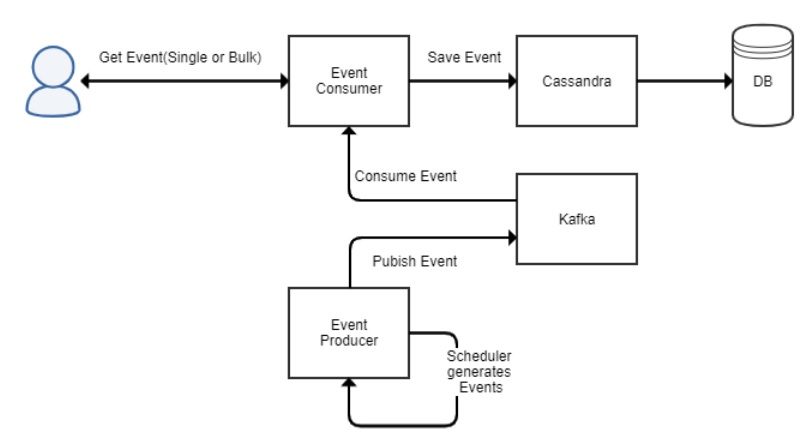 Get Event(Single or Bulk)
Event
Consumer
Save Event
Cassandra
DB
Consume Event
Kafka
Pubish Event
Event
Producer
Scheduler
generates
Events